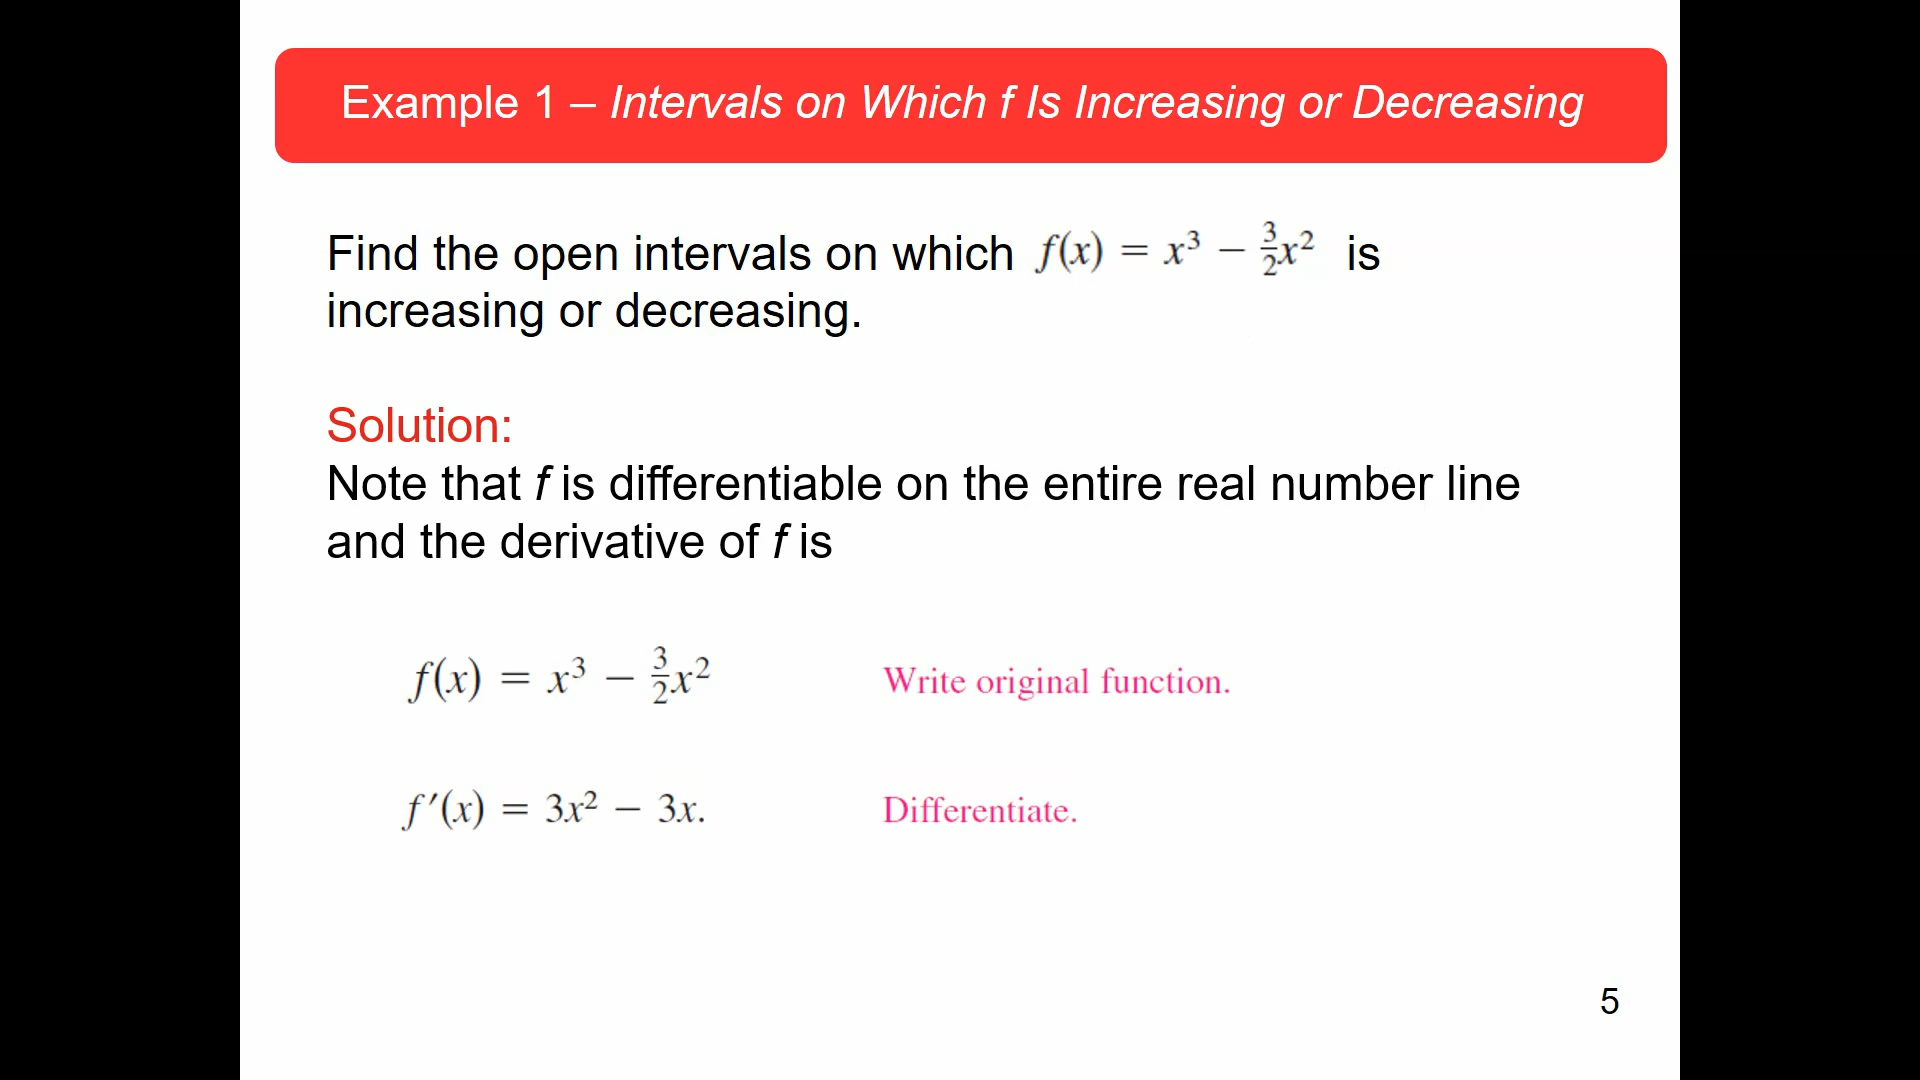 Example 1 – Intervals on Which f Is Increasing or Decreasing
Find the open intervals on which f(x) = x³ − 3/2x² is
increasing or decreasing.
Solution:
Note that f is differentiable on the entire real number line
and the derivative of f is
f(x) = x³ − 3/2x² Write original function.
f′(x) = 3x² − 3x. Differentiate.
5